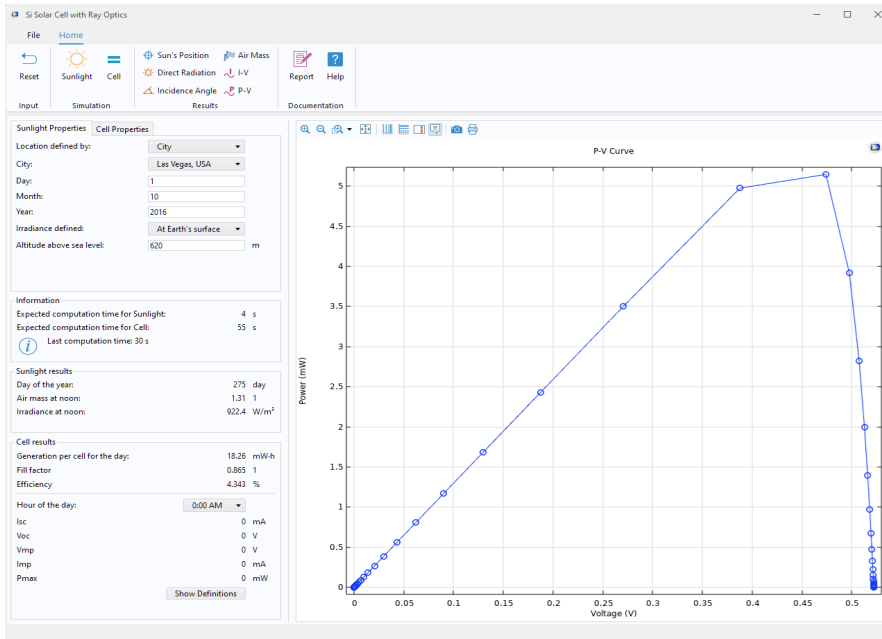 Si Solar Cell with Ray Optics
File Home
Reset Sunlight Cell Sun's Position Air Mass Direct Radiation I-V Incidence Angle P-V Report Help
Input Simulation Results Documentation
Sunlight Properties Cell Properties
Location defined by: City
City: Las Vegas, USA
Day: 1
Month: 10
Year: 2016
Irradiance defined: At Earth's surface
Altitude above sea level: 620 m
Information
Expected computation time for Sunlight: 4 s
Expected computation time for Cell: 55 s
Last computation time: 30 s
Sunlight results
Day of the year: 275 day
Air mass at noon: 1.31 1
Irradiance at noon: 922.4 W/m²
Cell results
Generation per cell for the day: 18.26 mW·h
Fill factor 0.865 1
Efficiency 4.343 %
Hour of the day: 0:00 AM
Isc 0 mA
Voc 0 V
Vmp 0 V
Imp 0 mA
Pmax 0 mW
Show Definitions
P-V Curve
Power (mW)
5
4.5
4
3.5
3
2.5
2
1.5
1
0.5
0
0 0.05 0.1 0.15 0.2 0.25 0.3 0.35 0.4 0.45 0.5
Voltage (V)